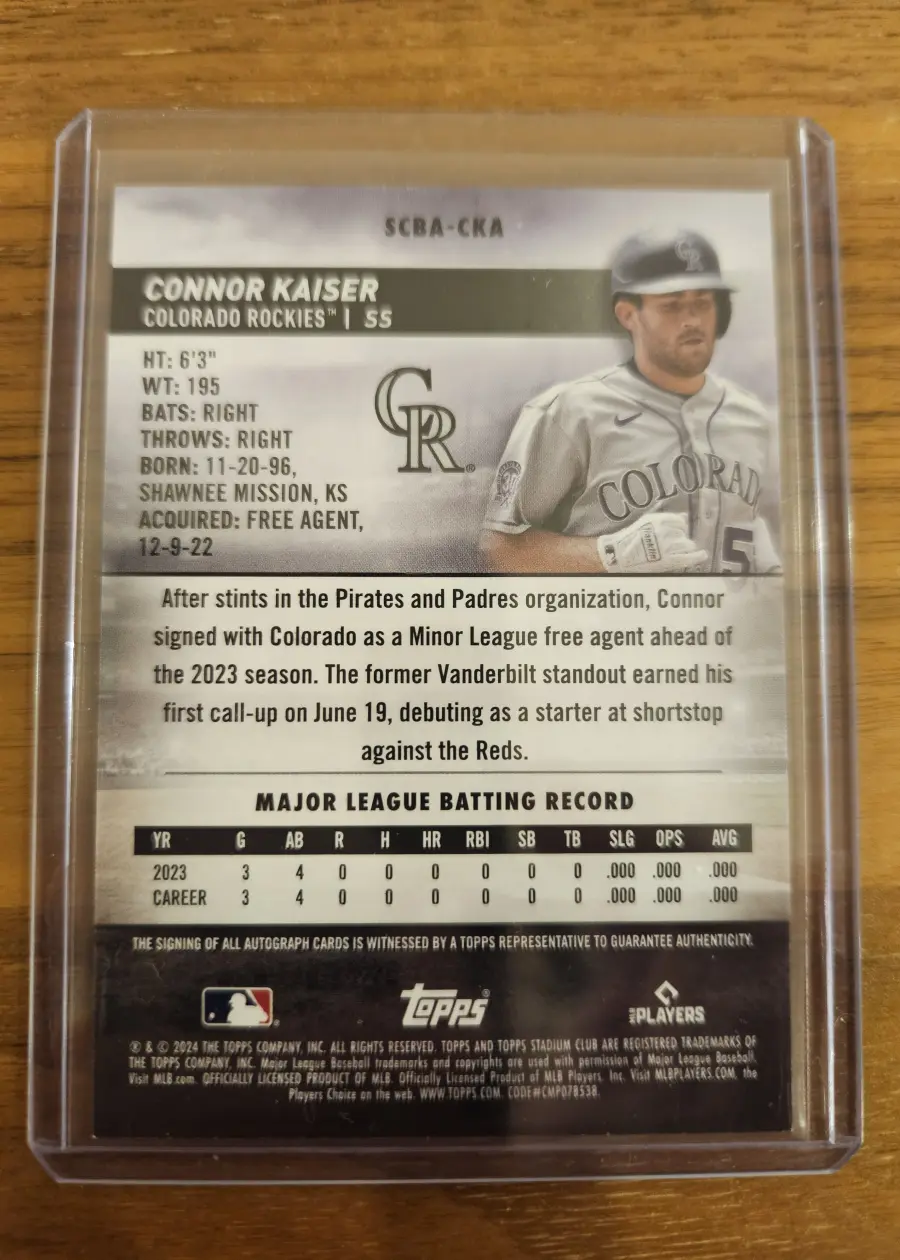 SCBA-CKA
CONNOR KAISER
COLORADO ROCKIES™ | SS
HT: 6'3"
WT: 195
BATS: RIGHT
THROWS: RIGHT
BORN: 11-20-96,
SHAWNEE MISSION, KS
ACQUIRED: FREE AGENT,
12-9-22
CR®
CR
COLORAD
5
Franklin
After stints in the Pirates and Padres organization, Connor
signed with Colorado as a Minor League free agent ahead of
the 2023 season. The former Vanderbilt standout earned his
first call-up on June 19, debuting as a starter at shortstop
against the Reds.
MAJOR LEAGUE BATTING RECORD
YR G AB R H HR RBI SB TB SLG OPS AVG
2023 3 4 0 0 0 0 0 0 .000 .000 .000
CAREER 3 4 0 0 0 0 0 0 .000 .000 .000
THE SIGNING OF ALL AUTOGRAPH CARDS IS WITNESSED BY A TOPPS REPRESENTATIVE TO GUARANTEE AUTHENTICITY.
topps®
MLB PLAYERS
® & © 2024 THE TOPPS COMPANY, INC. ALL RIGHTS RESERVED. TOPPS AND TOPPS STADIUM CLUB ARE REGISTERED TRADEMARKS OF
THE TOPPS COMPANY, INC. Major League Baseball trademarks and copyrights are used with permission of Major League Baseball.
Visit MLB.com. OFFICIALLY LICENSED PRODUCT OF MLB. Officially Licensed Product of MLB Players, Inc. Visit MLBPLAYERS.COM, the
Players Choice on the web. WWW.TOPPS.COM. CODE#CMP078538.